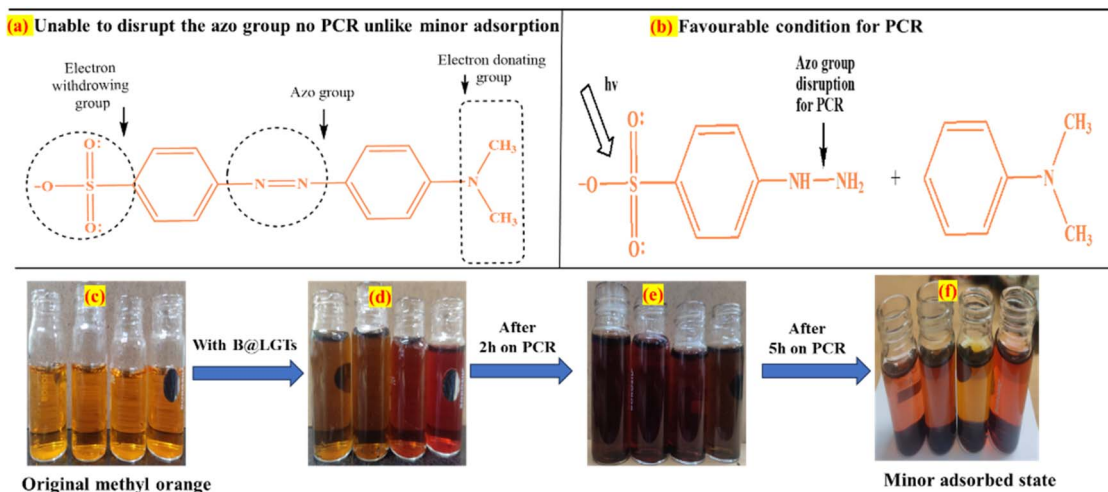 (a) Unable to disrupt the azo group no PCR unlike minor adsorption
Electron
withdrowing
group
Azo group
Electron donating
group
O:
–O
S
O:
N
N
N
CH₃
CH₃
(b) Favourable condition for PCR
hv
Azo group
disruption
for PCR
O:
–O
S
O:
NH
NH₂
+
N
CH₃
CH₃
(c)
With B@LGTs
(d)
After
2h on PCR
(e)
After
5h on PCR
(f)
Original methyl orange
Minor adsorbed state